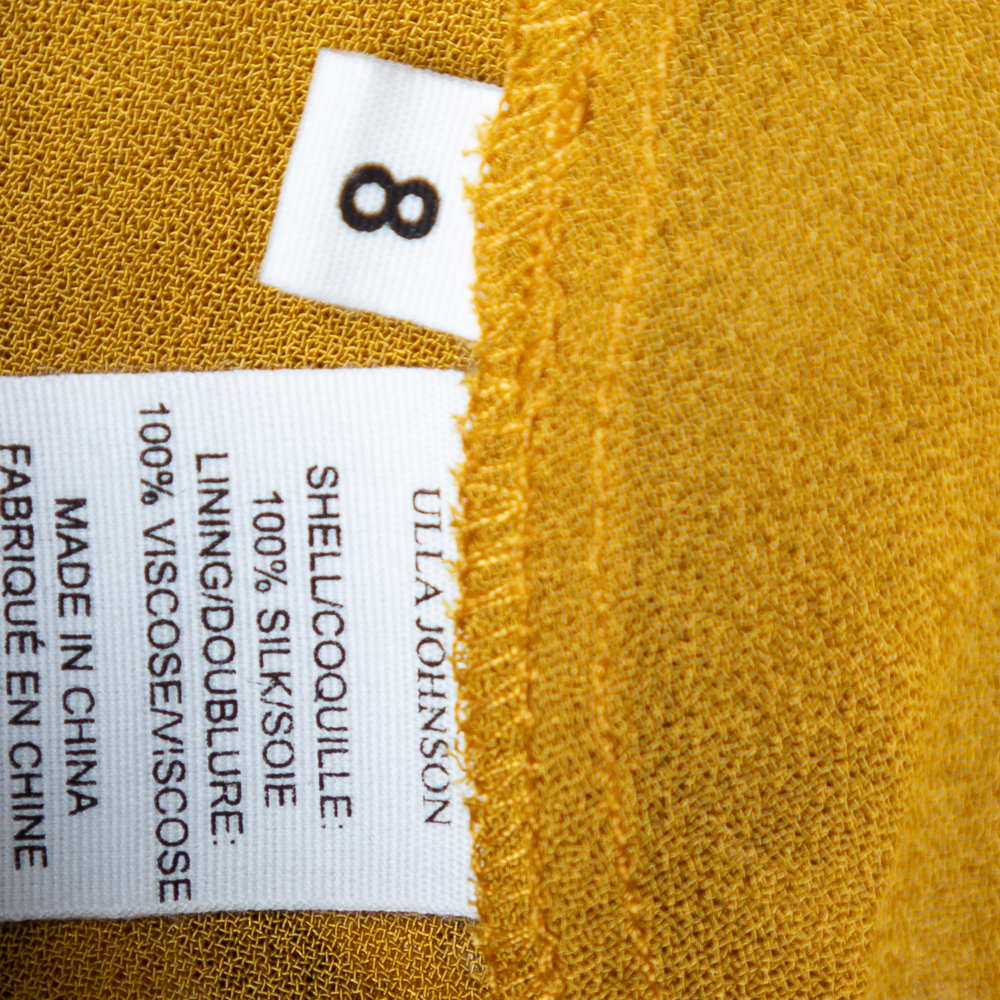 8
ULLA JOHNSON
SHELL/COQUILLE:
100% SILK/SOIE
LINING/DOUBLURE:
100% VISCOSE/VISCOSE
MADE IN CHINA
FABRIQUÉ EN CHINE